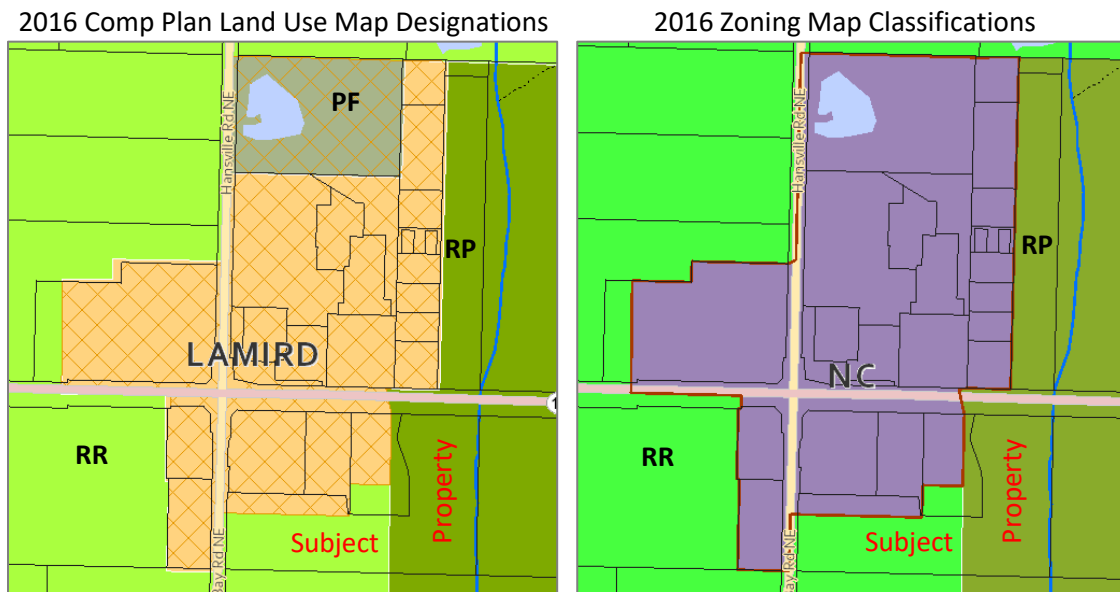 2016 Comp Plan Land Use Map Designations
PF
Hansville Rd NE
RP
LAMIRD
1
RR
Subject
Property
Bay Rd NE
2016 Zoning Map Classifications
Hansville Rd NE
RP
NC
RR
Subject
Property
Bay Rd NE